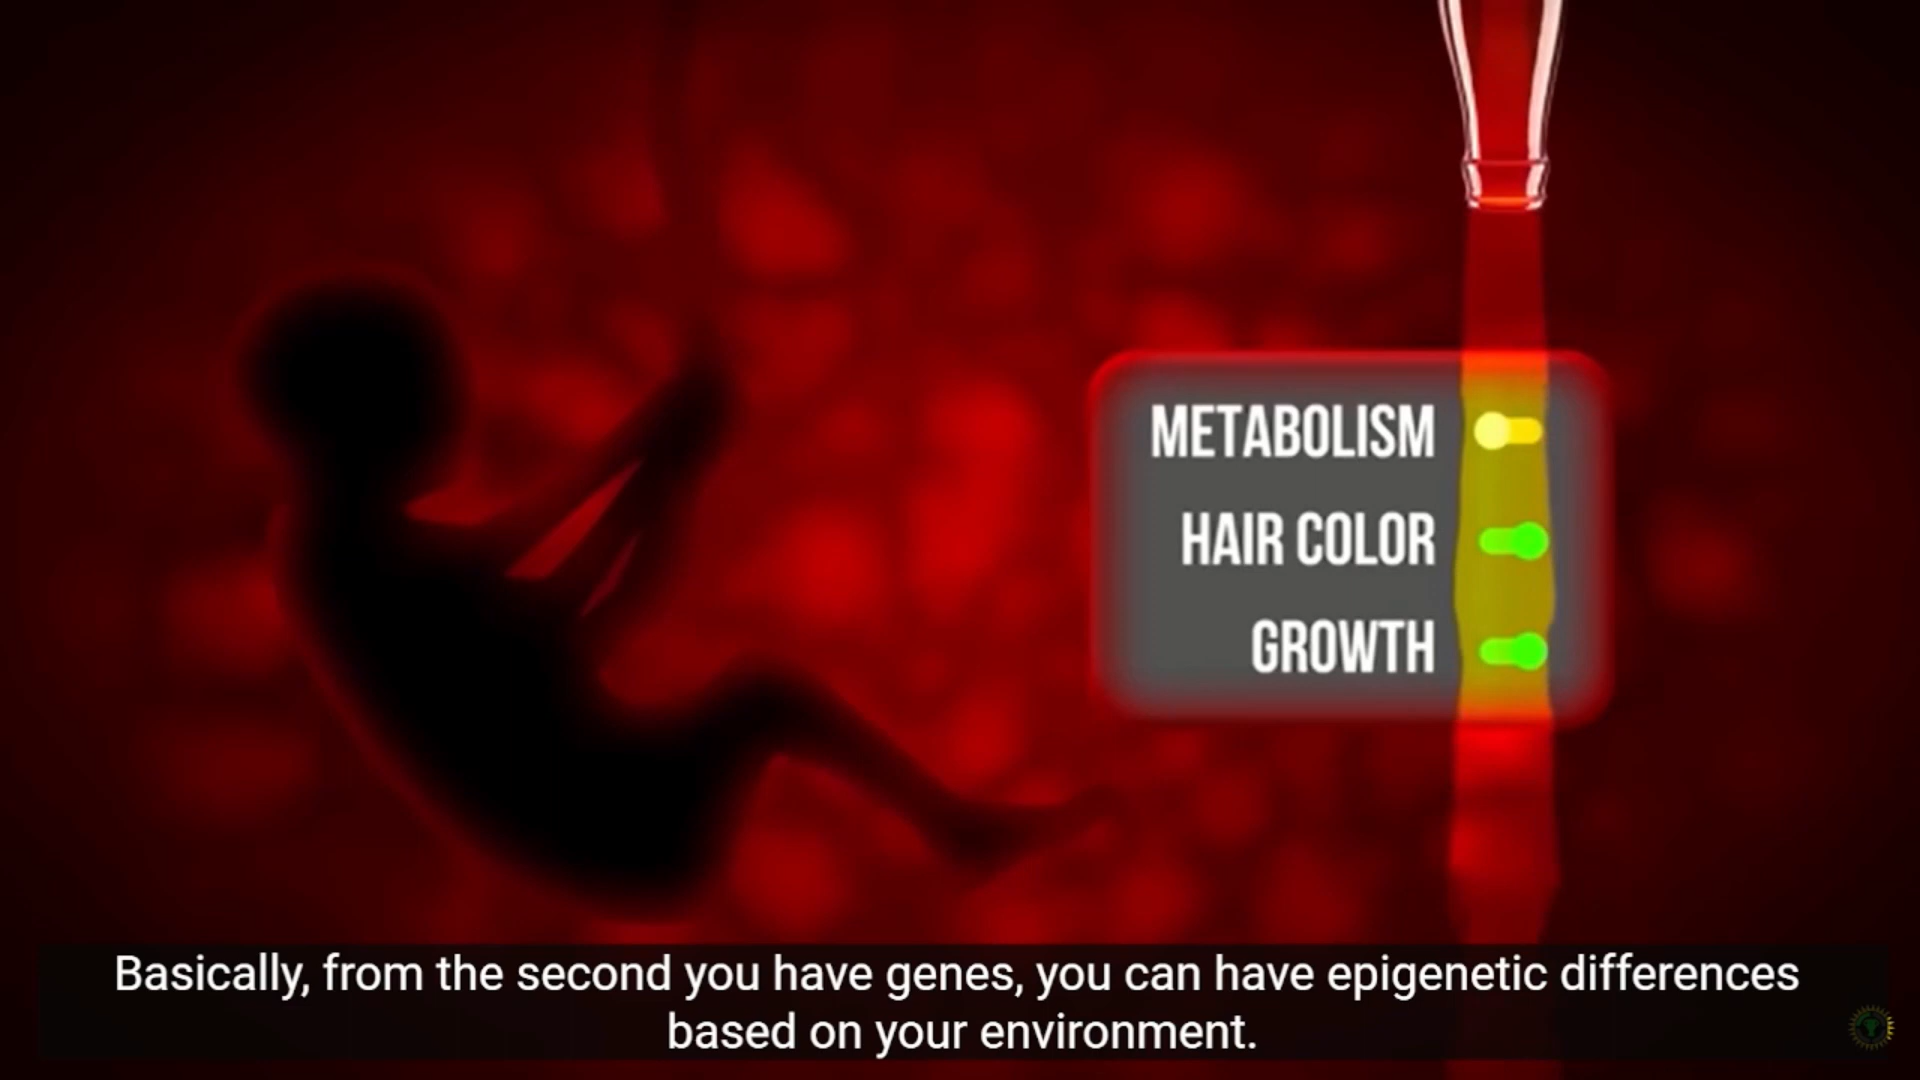 METABOLISM
HAIR COLOR
GROWTH
Basically, from the second you have genes, you can have epigenetic differences
based on your environment.